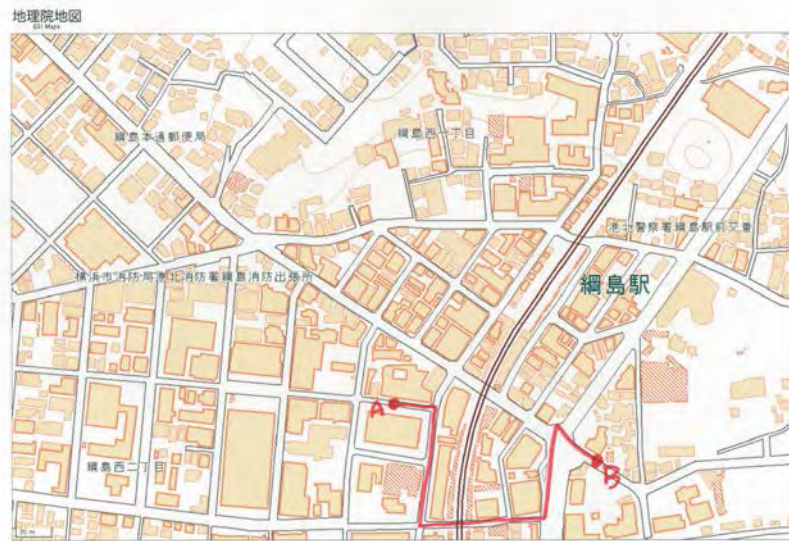 地理院地図
GSI Maps
綱島本通郵便局
綱島西一丁目
港北警察署綱島駅前交番
横浜市消防局港北消防署綱島消防出張所
綱島駅
A
綱島西二丁目
B